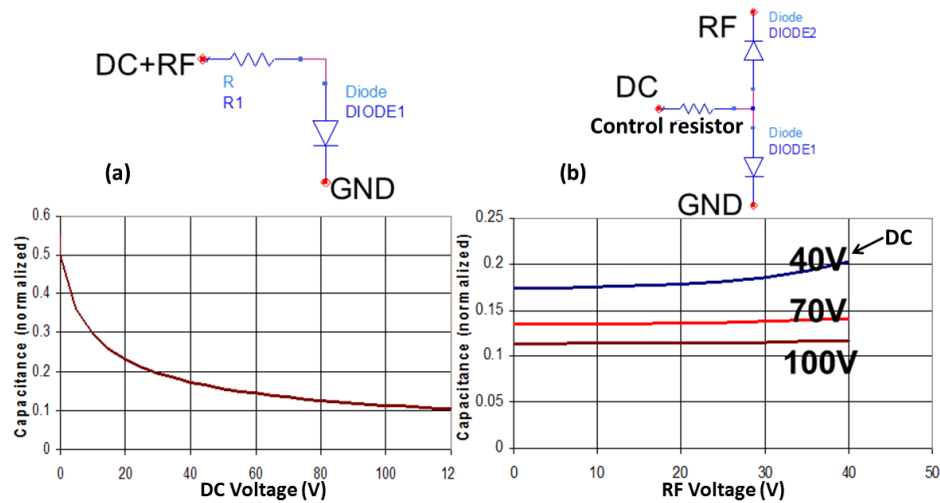 DC+RF
R
R1
Diode
DIODE1
GND
(a)
RF
Diode
DIODE2
DC
Control resistor
Diode
DIODE1
GND
(b)
Capacitance (normalized)
0.6
0.5
0.4
0.3
0.2
0.1
0
0 20 40 60 80 100 12
DC Voltage (V)
Capacitance (normalized)
0.25
0.2
0.15
0.1
0.05
0
DC
40V
70V
100V
0 10 20 30 40 50
RF Voltage (V)